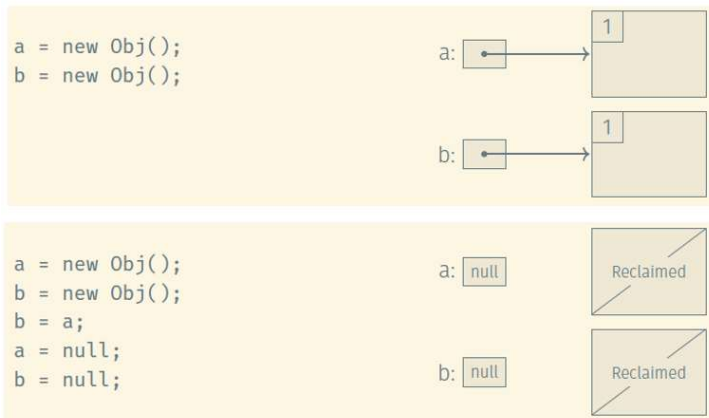 a = new Obj();
b = new Obj();
a:
1
b:
1
a = new Obj();
b = new Obj();
b = a;
a = null;
b = null;
a: null
Reclaimed
b: null
Reclaimed